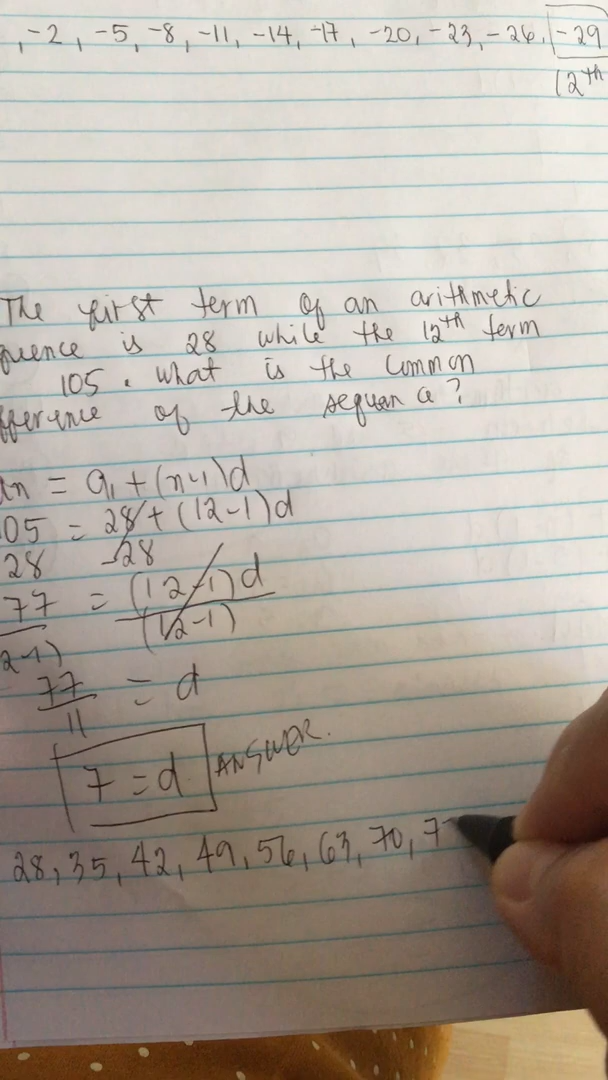 , -2, -5, -8, -11, -14, -17, -20, -23, -26, -29
12th
The first term of an arithmetic
quence is 28 while the 12th term
105. what is the common
fference of the sequence?
an = a1 + (n-1)d
05 = 28 + (12-1)d
28 -28
77 = (12-1)d
2-1) (12-1)
77 = d
11
7 = d ANSWER.
28, 35, 42, 49, 56, 63, 70, 7